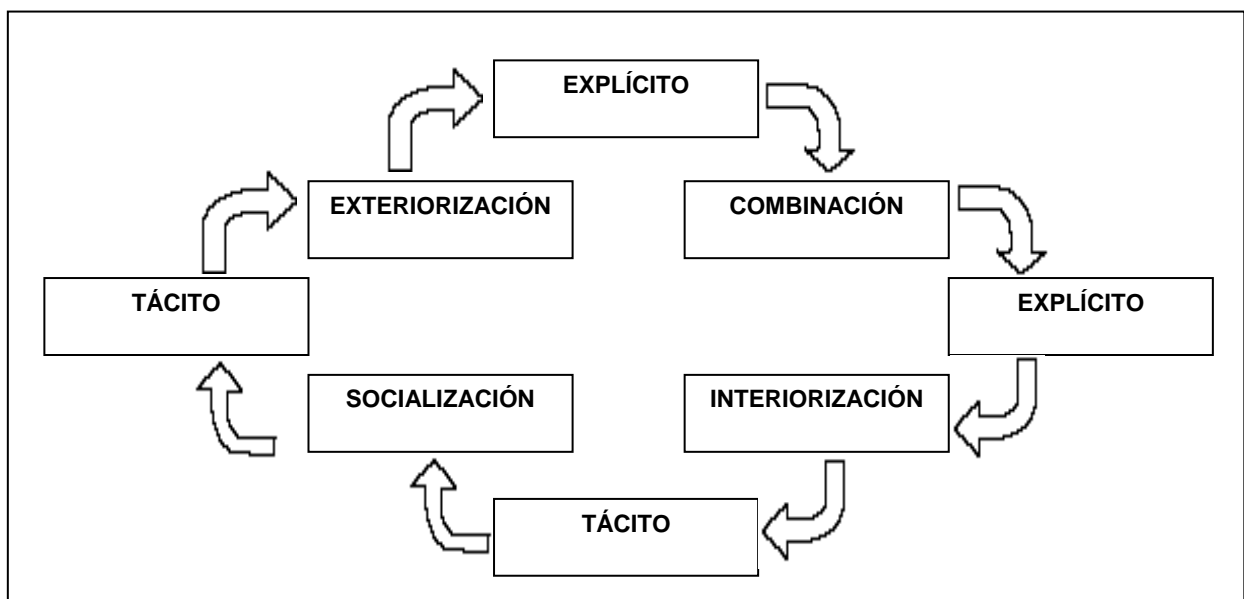 EXPLÍCITO
EXTERIORIZACIÓN
COMBINACIÓN
TÁCITO
EXPLÍCITO
SOCIALIZACIÓN
INTERIORIZACIÓN
TÁCITO